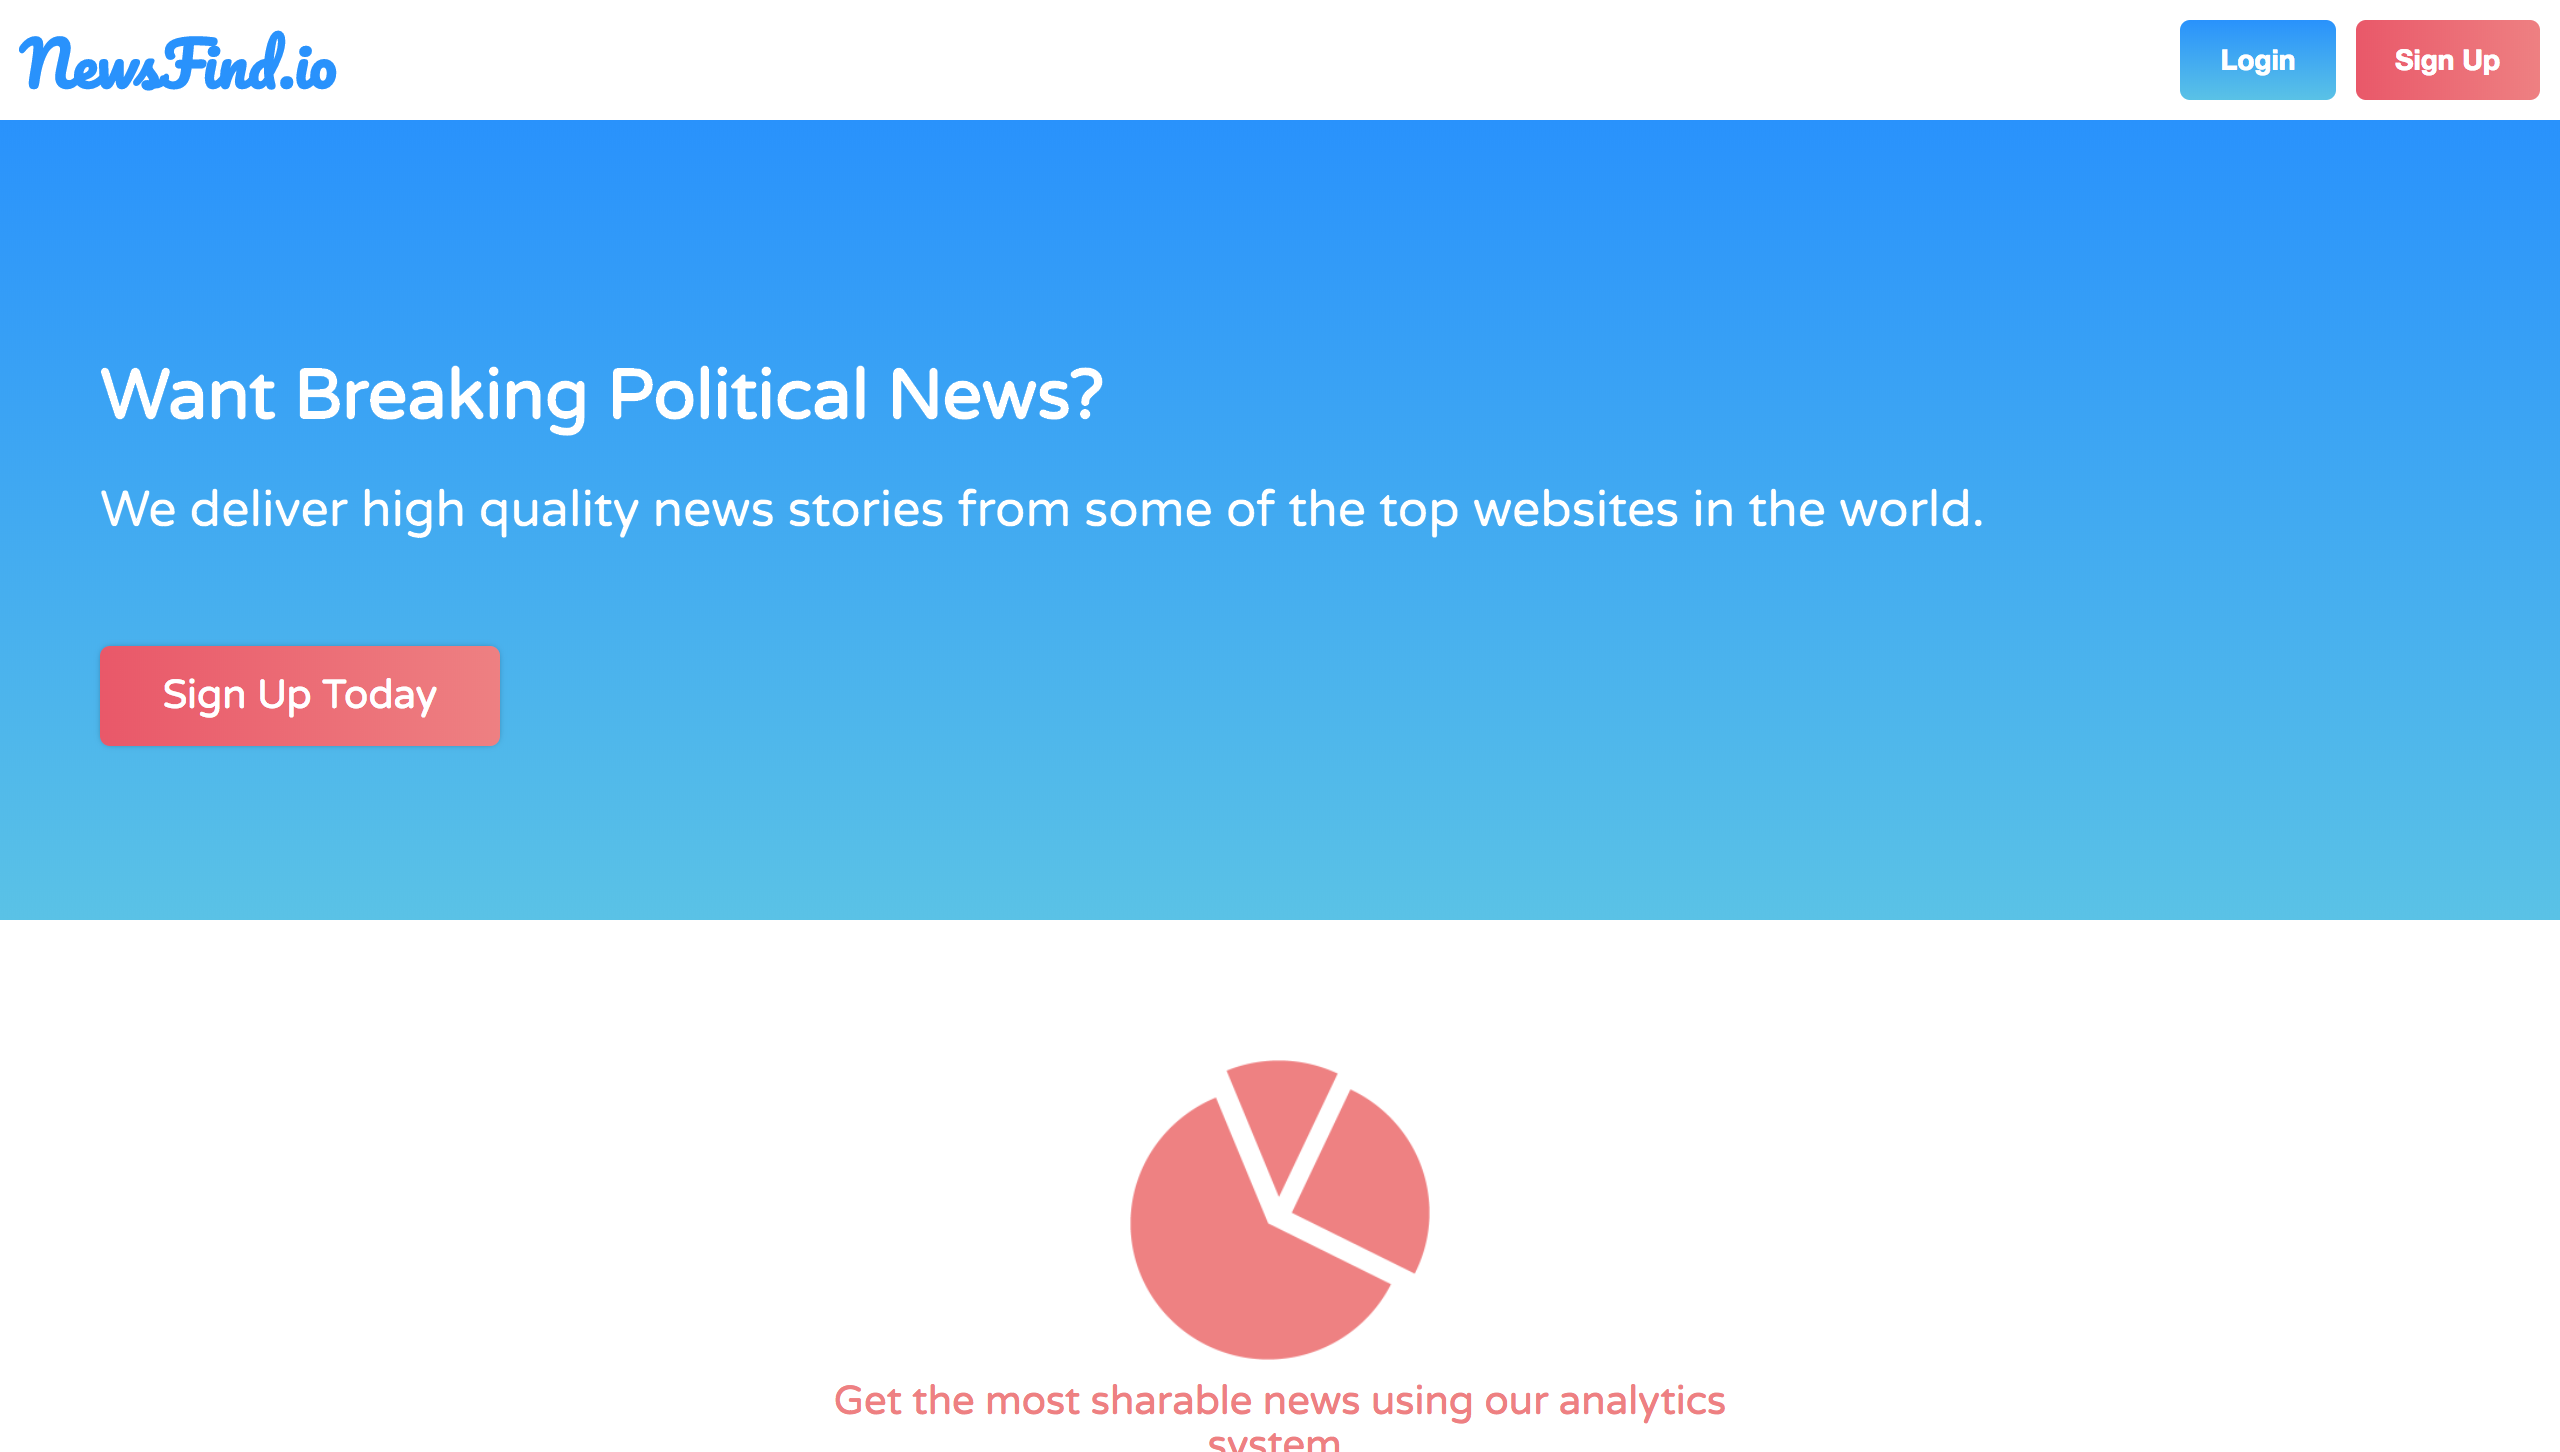 NewsFind.io
Login
Sign Up
Want Breaking Political News?
We deliver high quality news stories from some of the top websites in the world.
Sign Up Today
Get the most sharable news using our analytics
system